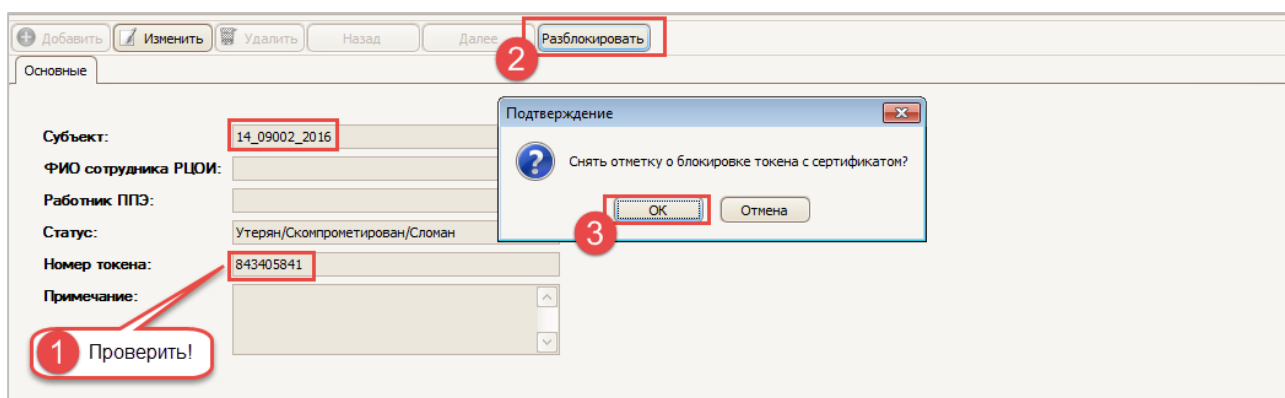 Добавить Изменить Удалить Назад Далее Разблокировать
2
Основные
Подтверждение
Субъект: 14_09002_2016
Снять отметку о блокировке токена с сертификатом?
ФИО сотрудника РЦОИ:
Работник ППЭ:
ОК Отмена
Статус: Утерян/Скомпрометирован/Сломан
3
Номер токена: 843405841
Примечание:
1 Проверить!